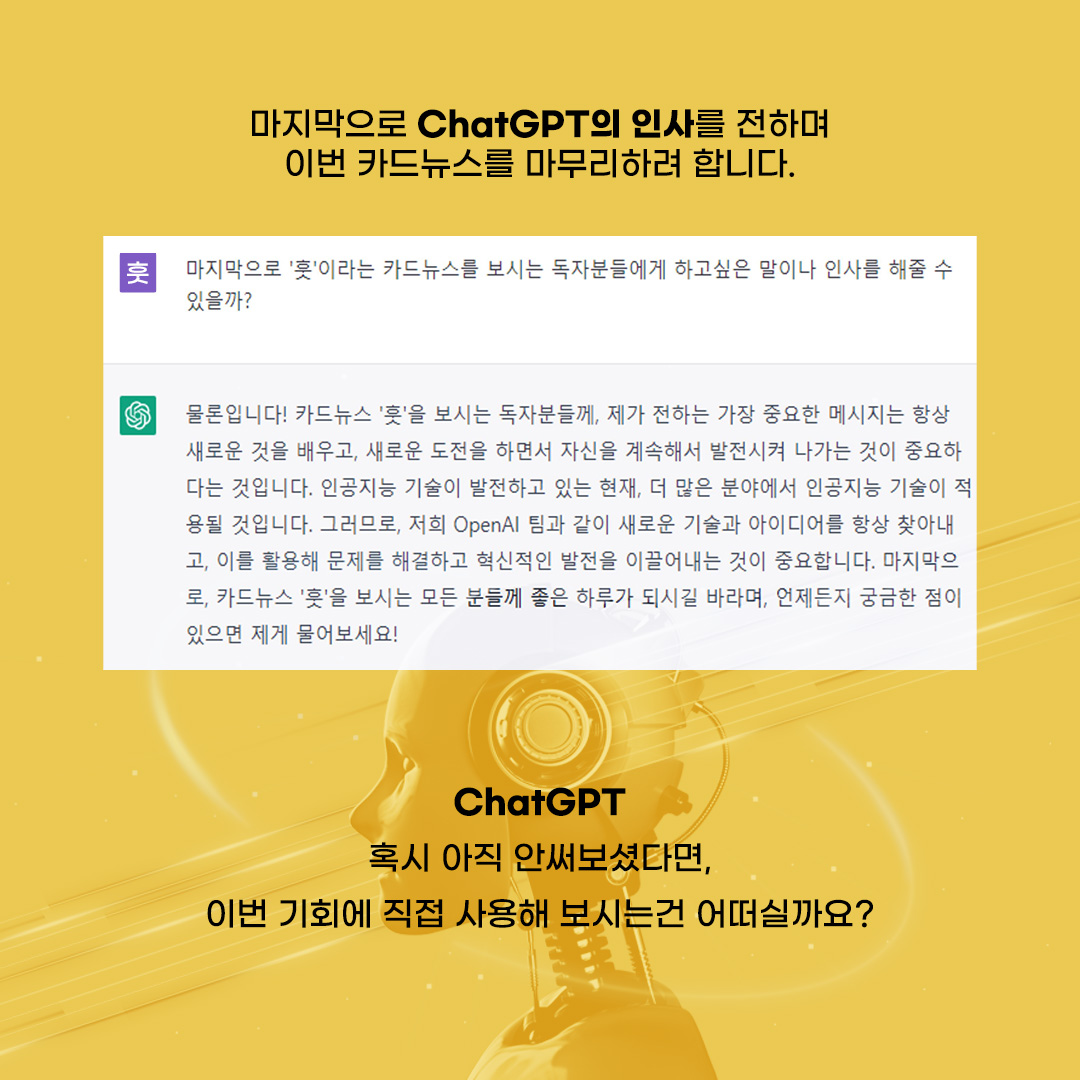 마지막으로 ChatGPT의 인사를 전하며
이번 카드뉴스를 마무리하려 합니다.
훗
마지막으로 '훗'이라는 카드뉴스를 보시는 독자분들에게 하고싶은 말이나 인사를 해줄 수
있을까?
물론입니다! 카드뉴스 '훗'을 보시는 독자분들께, 제가 전하는 가장 중요한 메시지는 항상
새로운 것을 배우고, 새로운 도전을 하면서 자신을 계속해서 발전시켜 나가는 것이 중요하
다는 것입니다. 인공지능 기술이 발전하고 있는 현재, 더 많은 분야에서 인공지능 기술이 적
용될 것입니다. 그러므로, 저희 OpenAI 팀과 같이 새로운 기술과 아이디어를 항상 찾아내
고, 이를 활용해 문제를 해결하고 혁신적인 발전을 이끌어내는 것이 중요합니다. 마지막으
로, 카드뉴스 '훗'을 보시는 모든 분들께 좋은 하루가 되시길 바라며, 언제든지 궁금한 점이
있으면 제게 물어보세요!
ChatGPT
혹시 아직 안써보셨다면,
이번 기회에 직접 사용해 보시는건 어떠실까요?